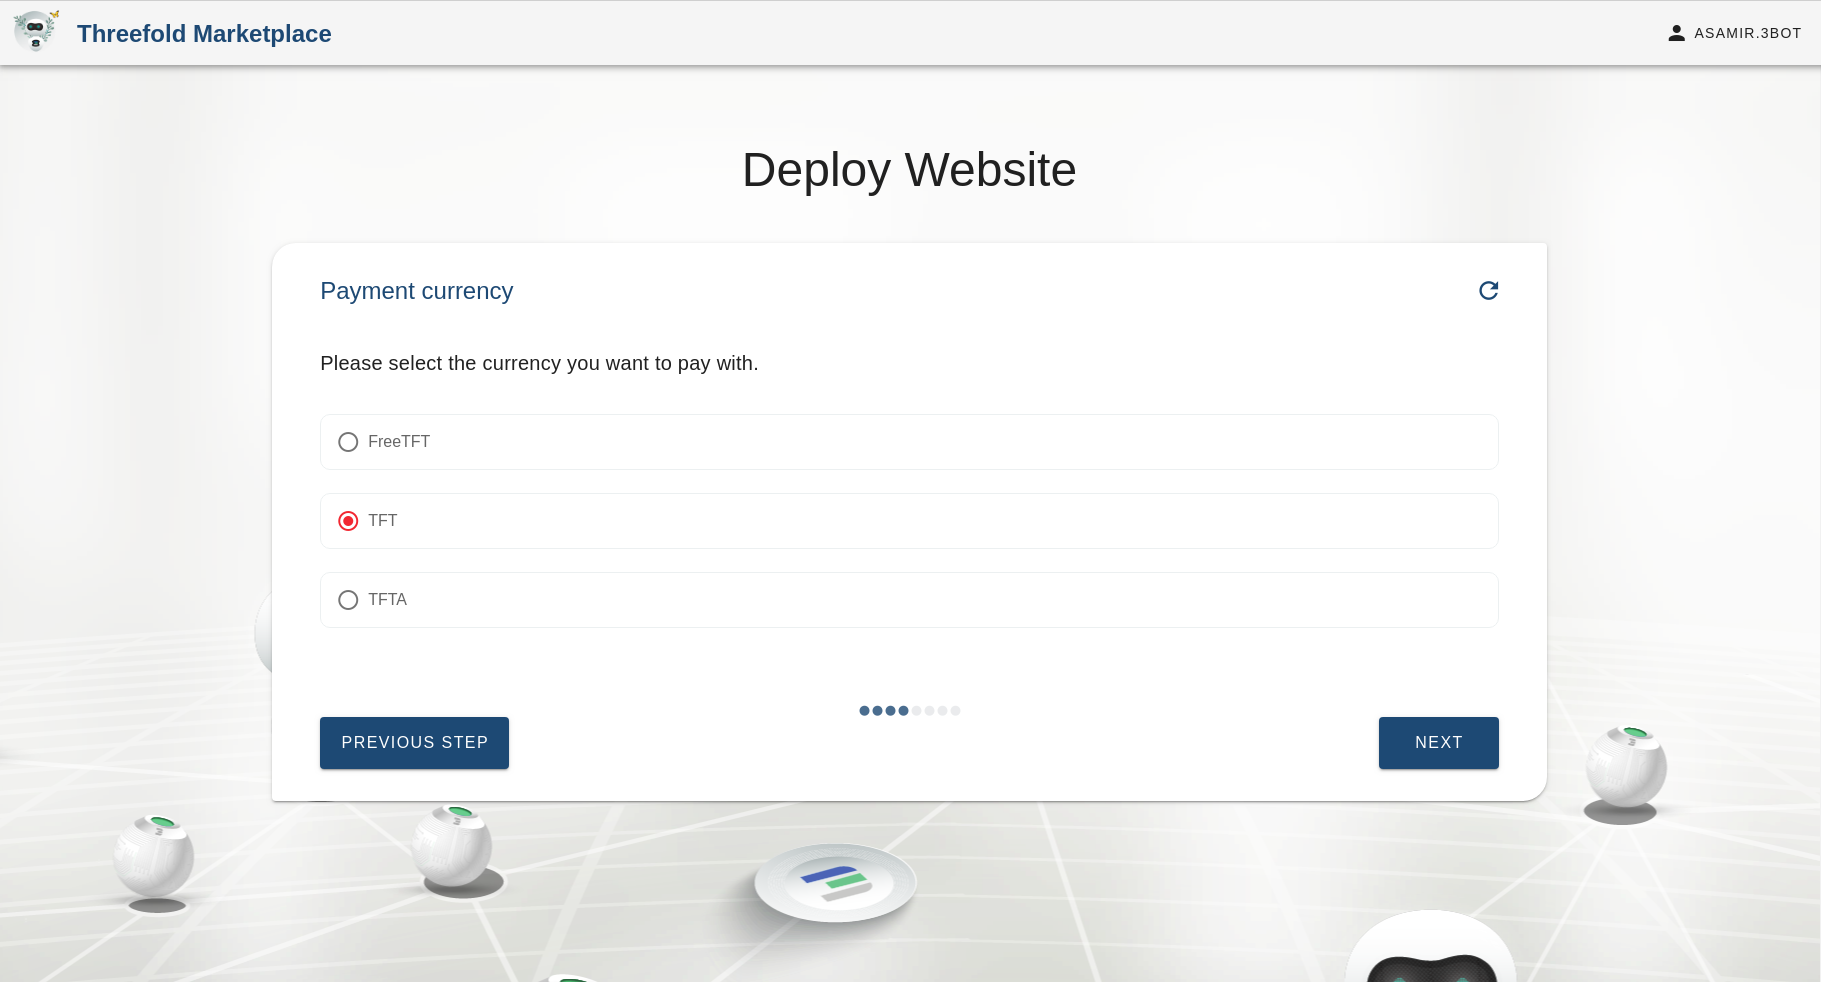 Threefold Marketplace
ASAMIR.3BOT
Deploy Website
Payment currency
Please select the currency you want to pay with.
FreeTFT
TFT
TFTA
PREVIOUS STEP
NEXT